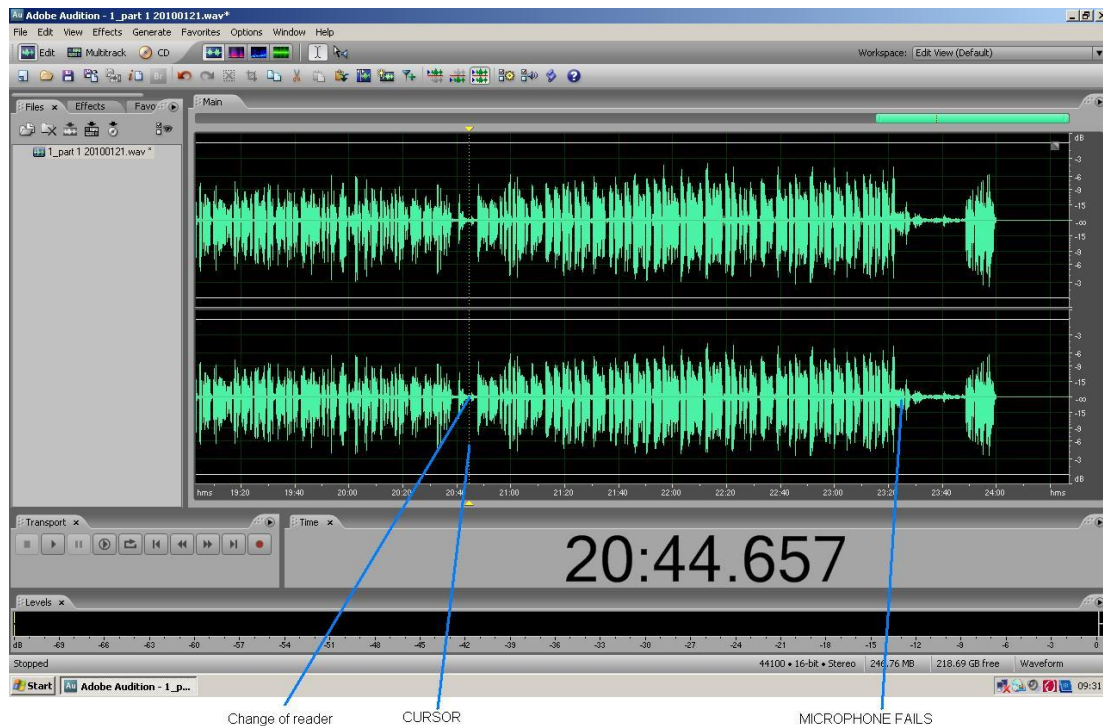 Adobe Audition - 1_part 1 20100121.wav*
File Edit View Effects Generate Favorites Options Window Help
Edit Multitrack CD Workspace: Edit View (Default)
Files x Effects Favo Main
1_part 1 20100121.wav *
dB
-3
-6
-9
-15
-∞
-15
-9
-6
-3
-3
-6
-9
-15
-∞
-15
-9
-6
-3
dB
hms 19:20 19:40 20:00 20:20 20:40 21:00 21:20 21:40 22:00 22:20 22:40 23:00 23:20 23:40 24:00 hms
Transport x Time x
20:44.657
Levels x
dB -69 -66 -63 -60 -57 -54 -51 -48 -45 -42 -39 -36 -33 -30 -27 -24 -21 -18 -15 -12 -9 -6 -3 0
Stopped 44100 • 16-bit • Stereo 246.76 MB 218.69 GB free Waveform
Start Au Adobe Audition - 1_p... 09:31
Change of reader CURSOR MICROPHONE FAILS